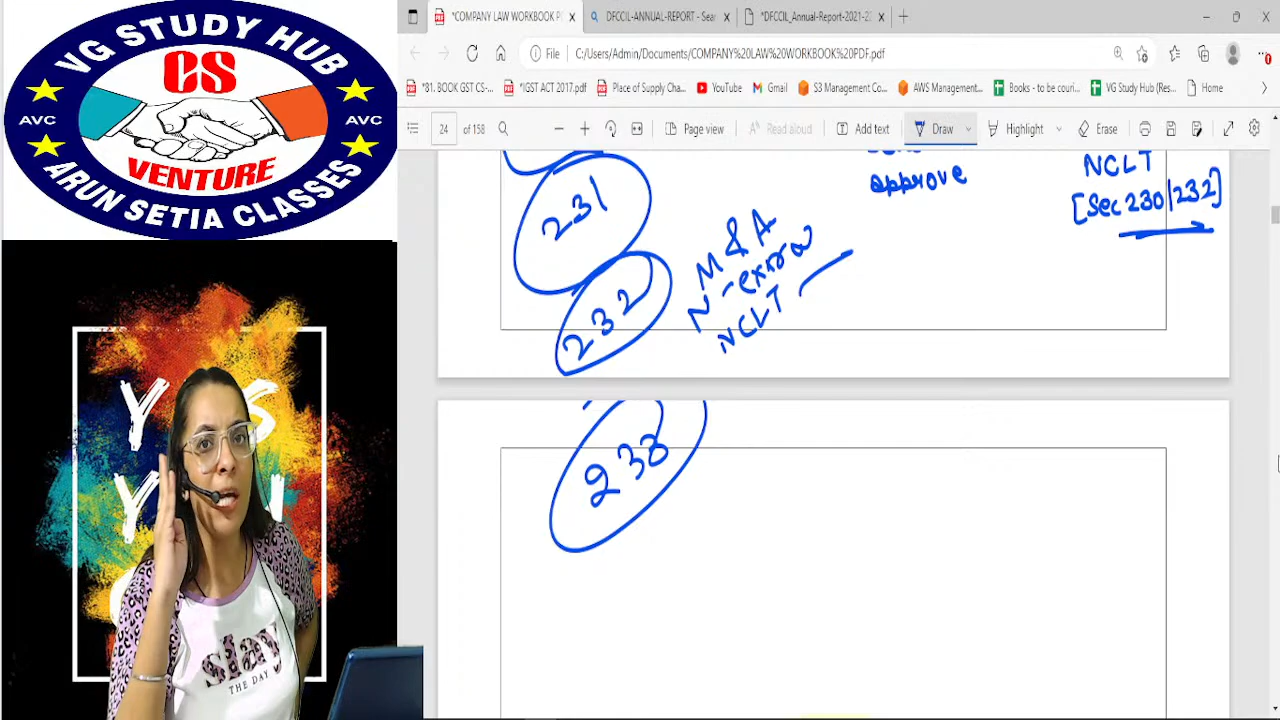 VG STUDY HUB
CS
AVC
AVC
VENTURE
ARUN SETIA CLASSES
slay
THE DAY
*COMPANY LAW WORKBOOK P
DFCCIL-ANNUAL-REPORT - Sear
*DFCCIL_Annual-Report-2021-2
File
C:/Users/Admin/Documents/COMPANY%20LAW%20WORKBOOK%20PDF.pdf
*81. BOOK GST cc
*IGST ACT 2017.pdf
Place of Supply Cha...
YouTube
Gmail
S3 Management Co...
AWS Management...
Books - to be couri...
VG Study Hub (Res...
Home
24
of 158
Page view
Read aloud
Add text
Draw
Highlight
Erase
approve
NCLT
[Sec 230/232]
231
M & A
NCLT
232
238